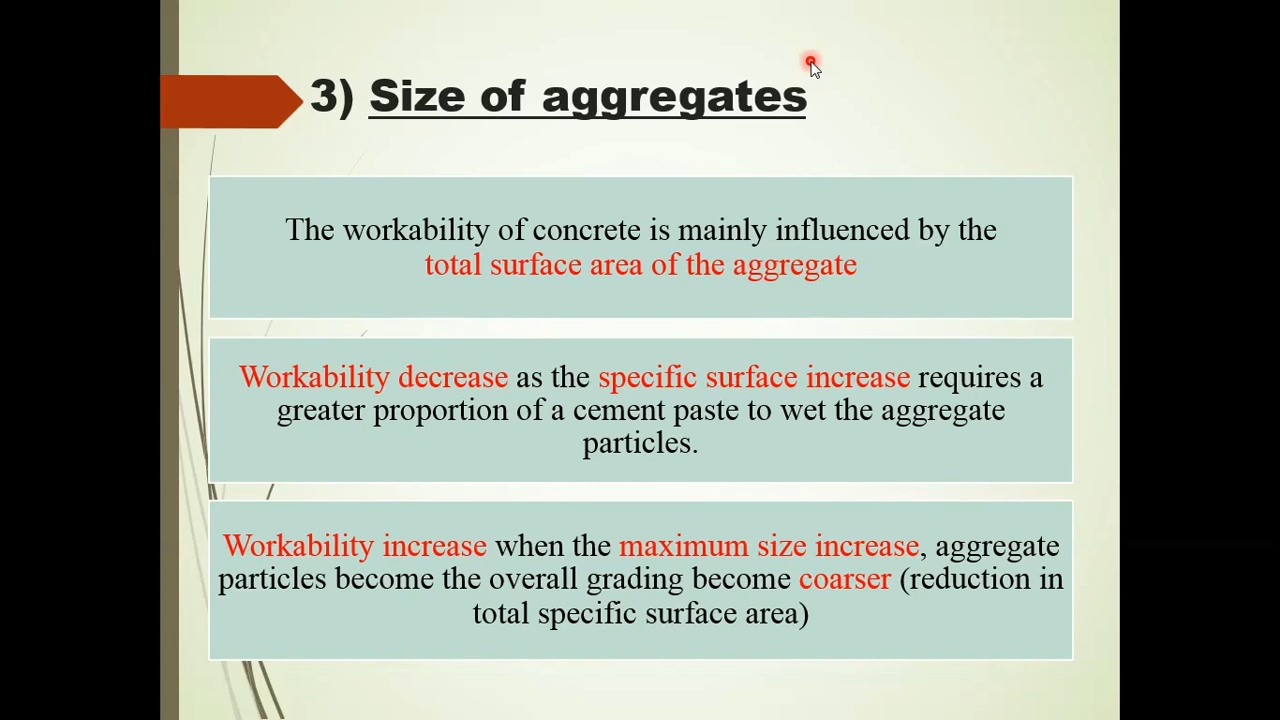 3) Size of aggregates
The workability of concrete is mainly influenced by the
total surface area of the aggregate
Workability decrease as the specific surface increase requires a
greater proportion of a cement paste to wet the aggregate
particles.
Workability increase when the maximum size increase, aggregate
particles become the overall grading become coarser (reduction in
total specific surface area)